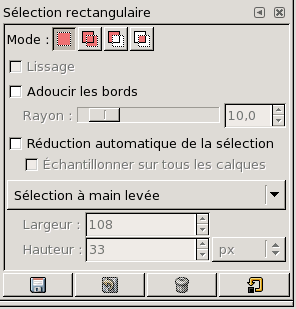 Sélection rectangulaire
Mode :
Lissage
Adoucir les bords
Rayon : 10,0
Réduction automatique de la sélection
Échantillonner sur tous les calques
Sélection à main levée
Largeur : 108
Hauteur : 33 px